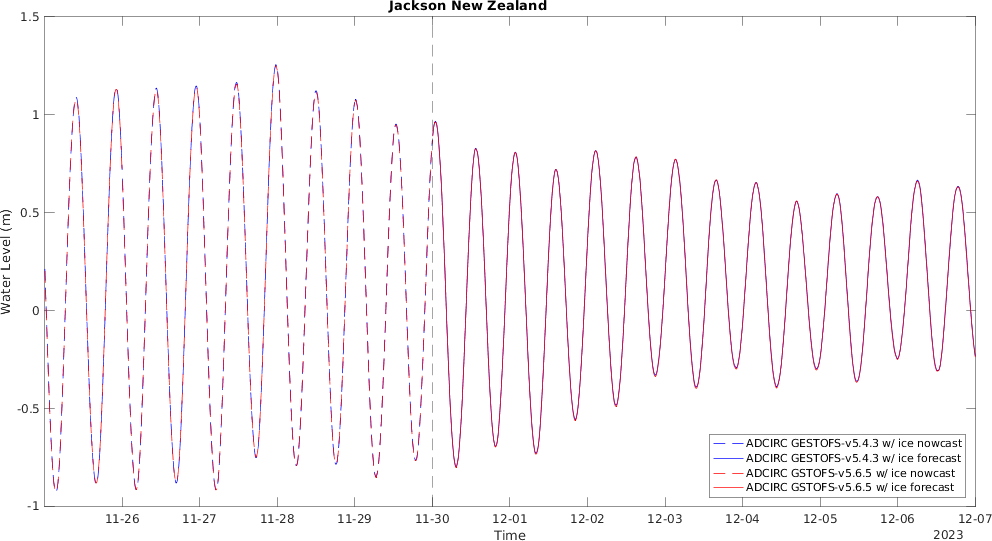 Jackson New Zealand
1.5
1
0.5
0
-0.5
-1
Water Level (m)
ADCIRC GESTOFS-v5.4.3 w/ ice nowcast
ADCIRC GESTOFS-v5.4.3 w/ ice forecast
ADCIRC GSTOFS-v5.6.5 w/ ice nowcast
ADCIRC GSTOFS-v5.6.5 w/ ice forecast
11-26 11-27 11-28 11-29 11-30 12-01 12-02 12-03 12-04 12-05 12-06 12-07
Time
2023